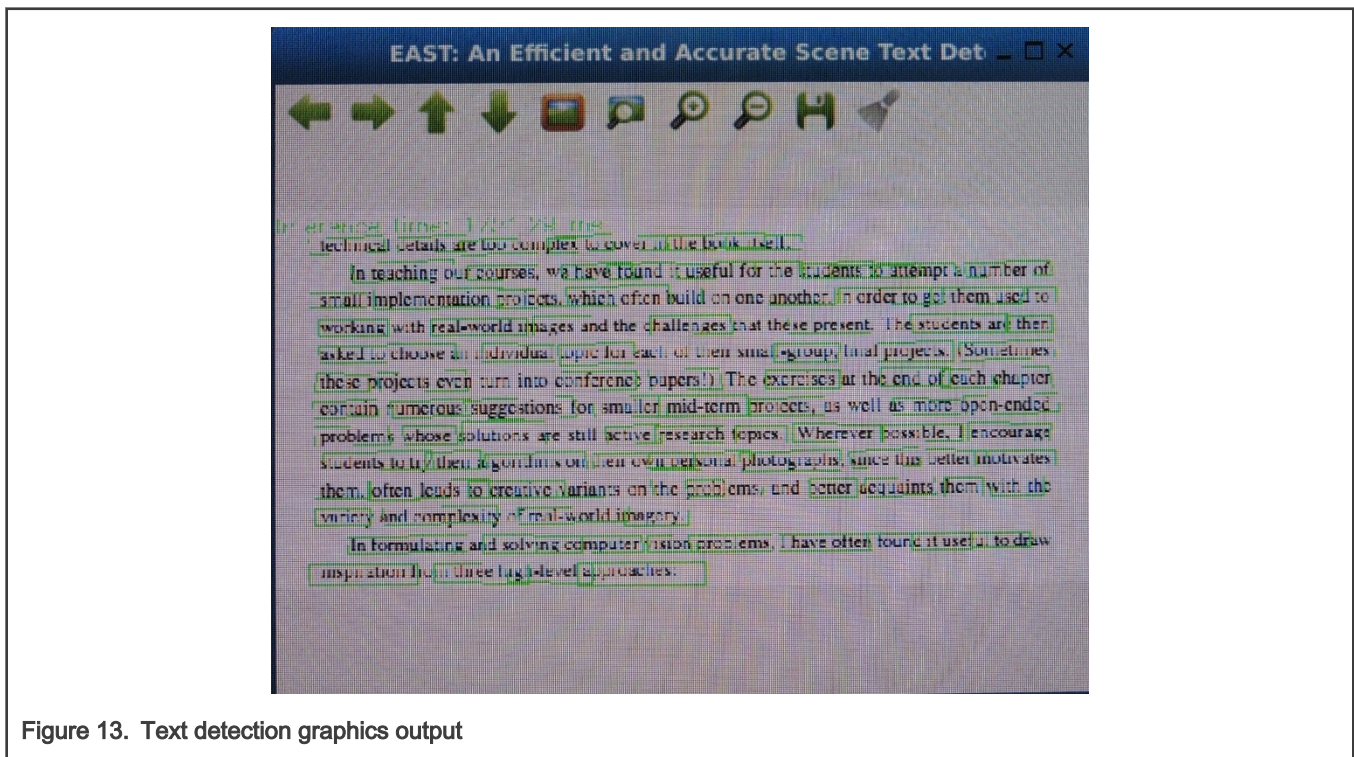 EAST: An Efficient and Accurate Scene Text Det
Inference time:
technical details are too complex to cover in the book itself.
In teaching our courses, we have found it useful for the students to attempt a number of
small implementation projects, which often build on one another, in order to get them used to
working with real-world images and the challenges that these present. The students are then
asked to choose an individual topic for each of their small-group, final projects. (Sometimes
these projects even turn into conference papers!) The exercises at the end of each chapter
contain numerous suggestions for smaller mid-term projects, as well as more open-ended
problems whose solutions are still active research topics. Wherever possible, I encourage
students to try their algorithms on their own personal photographs, since this better motivates
them, often leads to creative variants on the problems, and better acquaints them with the
variety and complexity of real-world imagery.
In formulating and solving computer vision problems, I have often found it useful to draw
inspiration from three high-level approaches:
Figure 13. Text detection graphics output